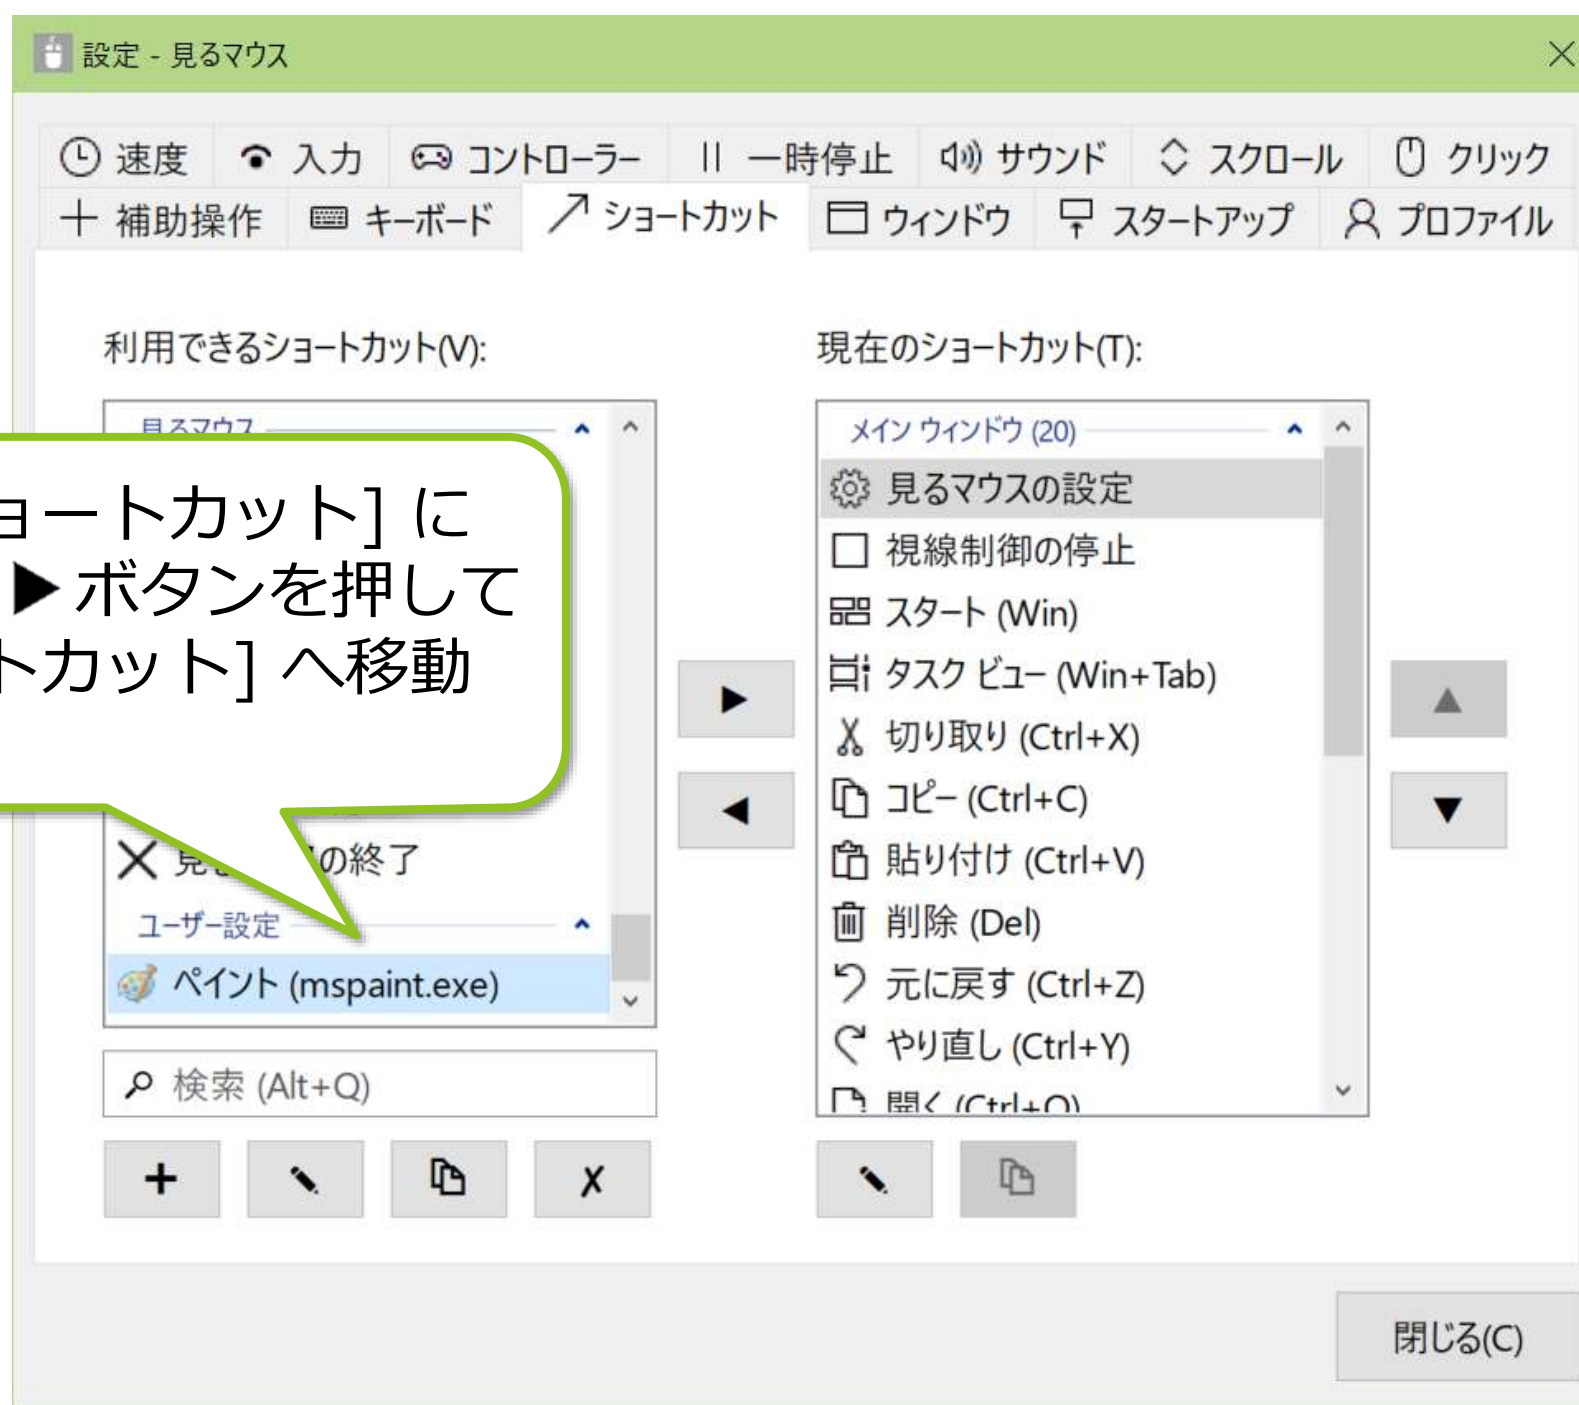 設定 - 見るマウス
速度 入力 コントローラー 一時停止 サウンド スクロール クリック
補助操作 キーボード ショートカット ウィンドウ スタートアップ プロファイル
利用できるショートカット(V):
見るマウス
ョートカット] に
▶ ボタンを押して
トカット] へ移動
の終了
ユーザー設定
ペイント (mspaint.exe)
検索 (Alt+Q)
現在のショートカット(T):
メイン ウィンドウ (20)
見るマウスの設定
視線制御の停止
スタート (Win)
タスク ビュー (Win+Tab)
切り取り (Ctrl+X)
コピー (Ctrl+C)
貼り付け (Ctrl+V)
削除 (Del)
元に戻す (Ctrl+Z)
やり直し (Ctrl+Y)
開く (Ctrl+O)
閉じる(C)